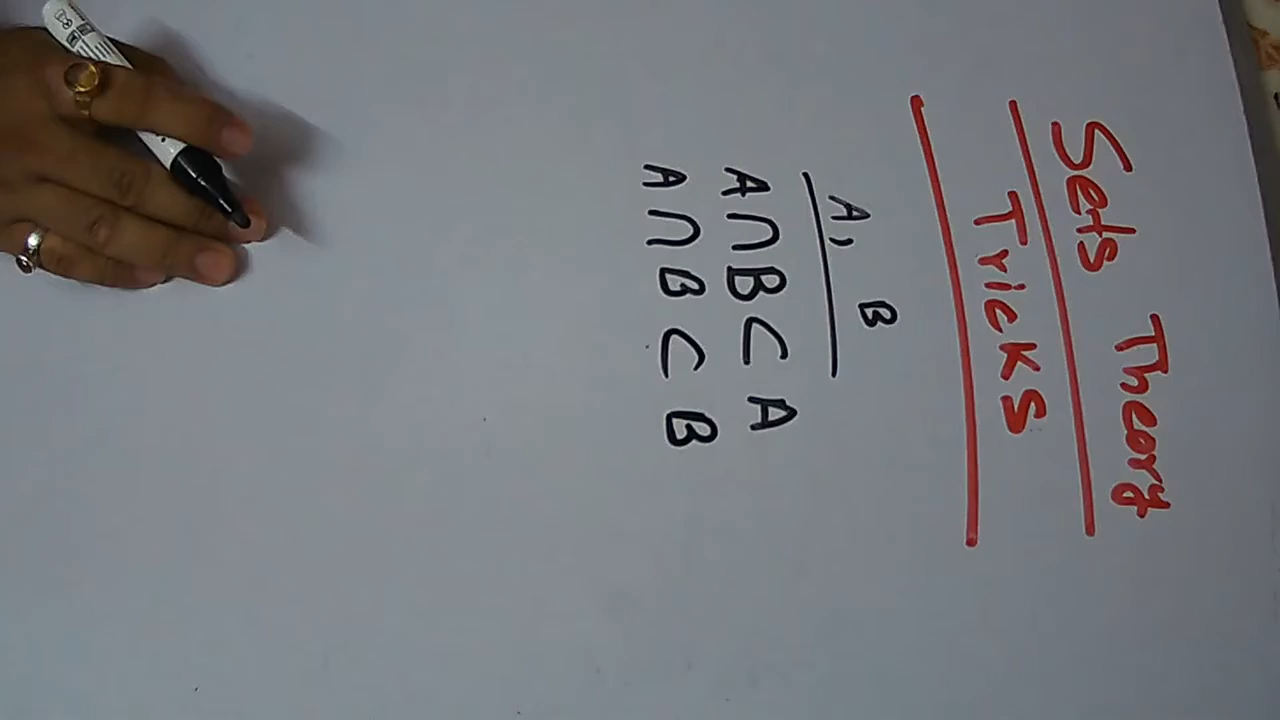 Sets Theory
Tricks
A, B
A ∩ B ⊂ A
A ∩ B ⊂ B